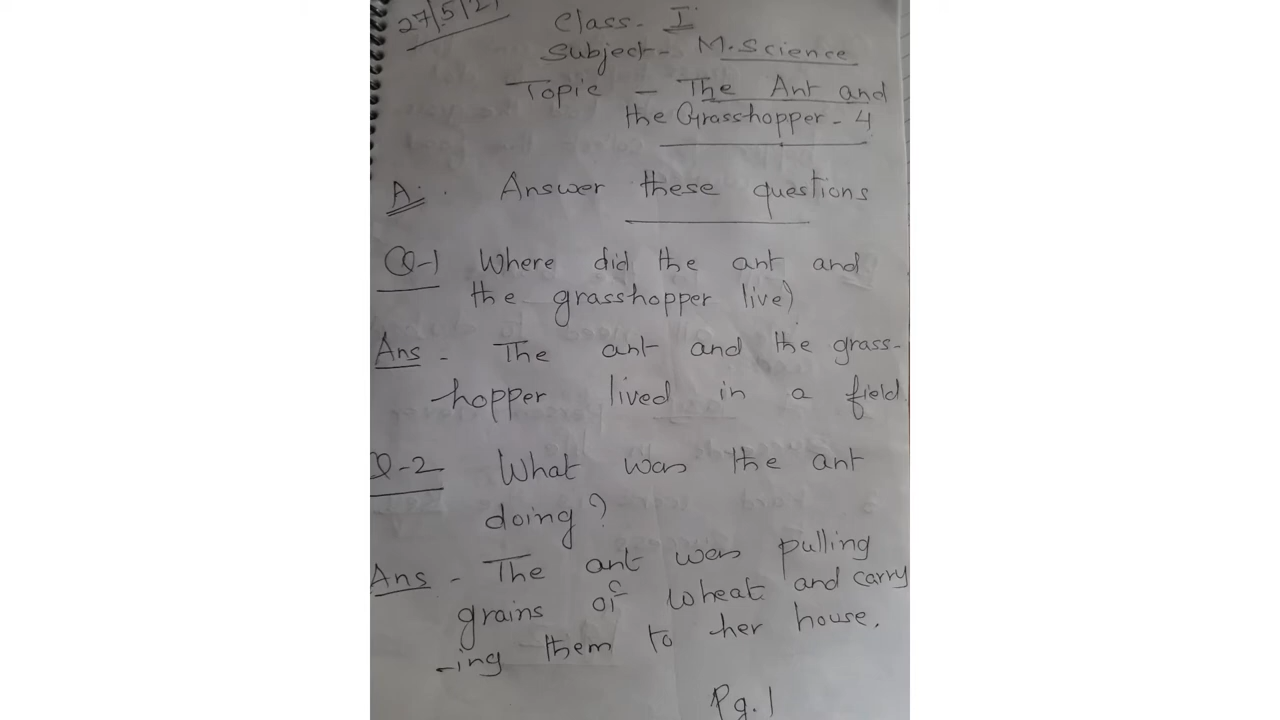 27/5/21
Class- I
Subject- M.Science
Topic - The Ant and
the Grasshopper - 4
A. Answer these questions
Q-1 Where did the ant and
the grasshopper live?
Ans - The ant and the grass-
hopper lived in a field
Q-2 What was the ant
doing?
Ans - The ant was pulling
grains of wheat and carry
-ing them to her house.
Pg.1